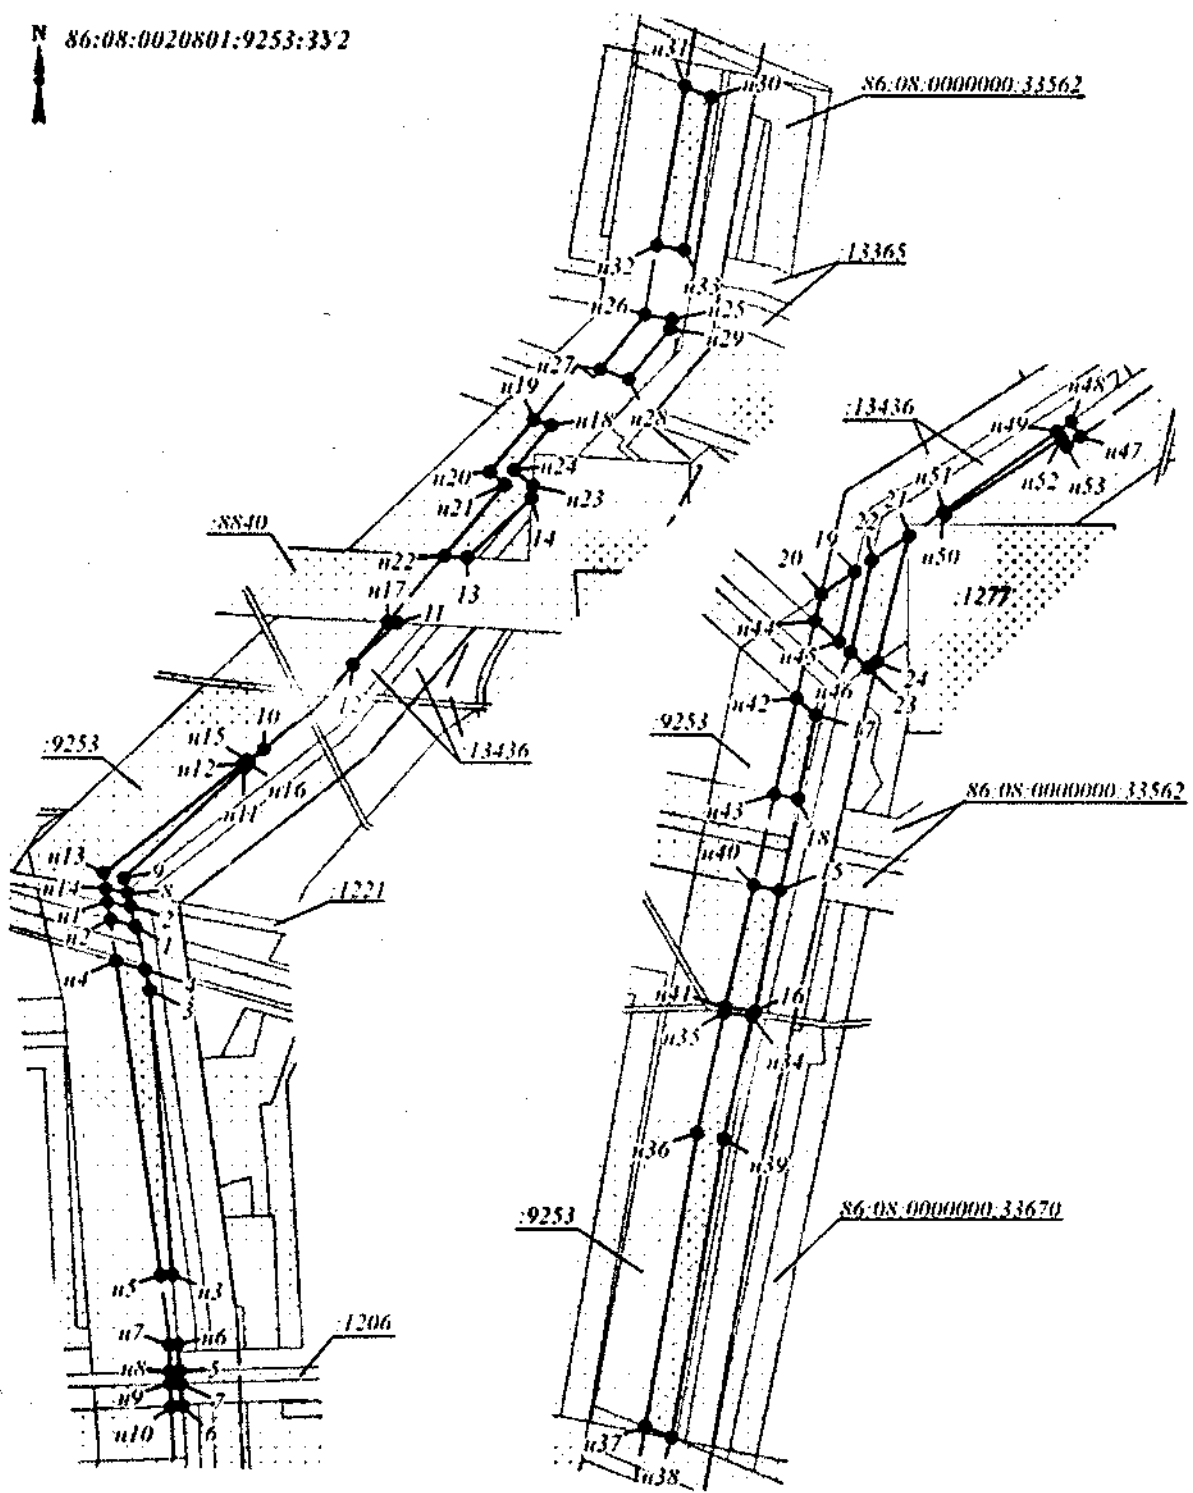 N
86:08:0020801:9253:ЗУ2
н31
н30
86:08:0000000:33562
н32
н33
:13365
н26
н25
н29
н27
н19
н28
н18
н20
н24
н21
н23
14
:8840
н22
13
н17
11
12
:13436
10
н15
:9253
н12
н16
н11
н13
9
н14
8
н1
2
:1221
н2
1
н4
4
3
н5
н3
н7
н6
:1206
н8
5
н9
7
н10
6
н48
:13436
н49
н47
н51
н52
н53
21
22
н50
19
20
:1277
н44
н45
24
н46
23
н42
:9253
17
86:08:0000000:33562
н43
18
н40
15
н41
16
н35
н34
н36
н39
:9253
86:08:0000000:33670
н37
н38